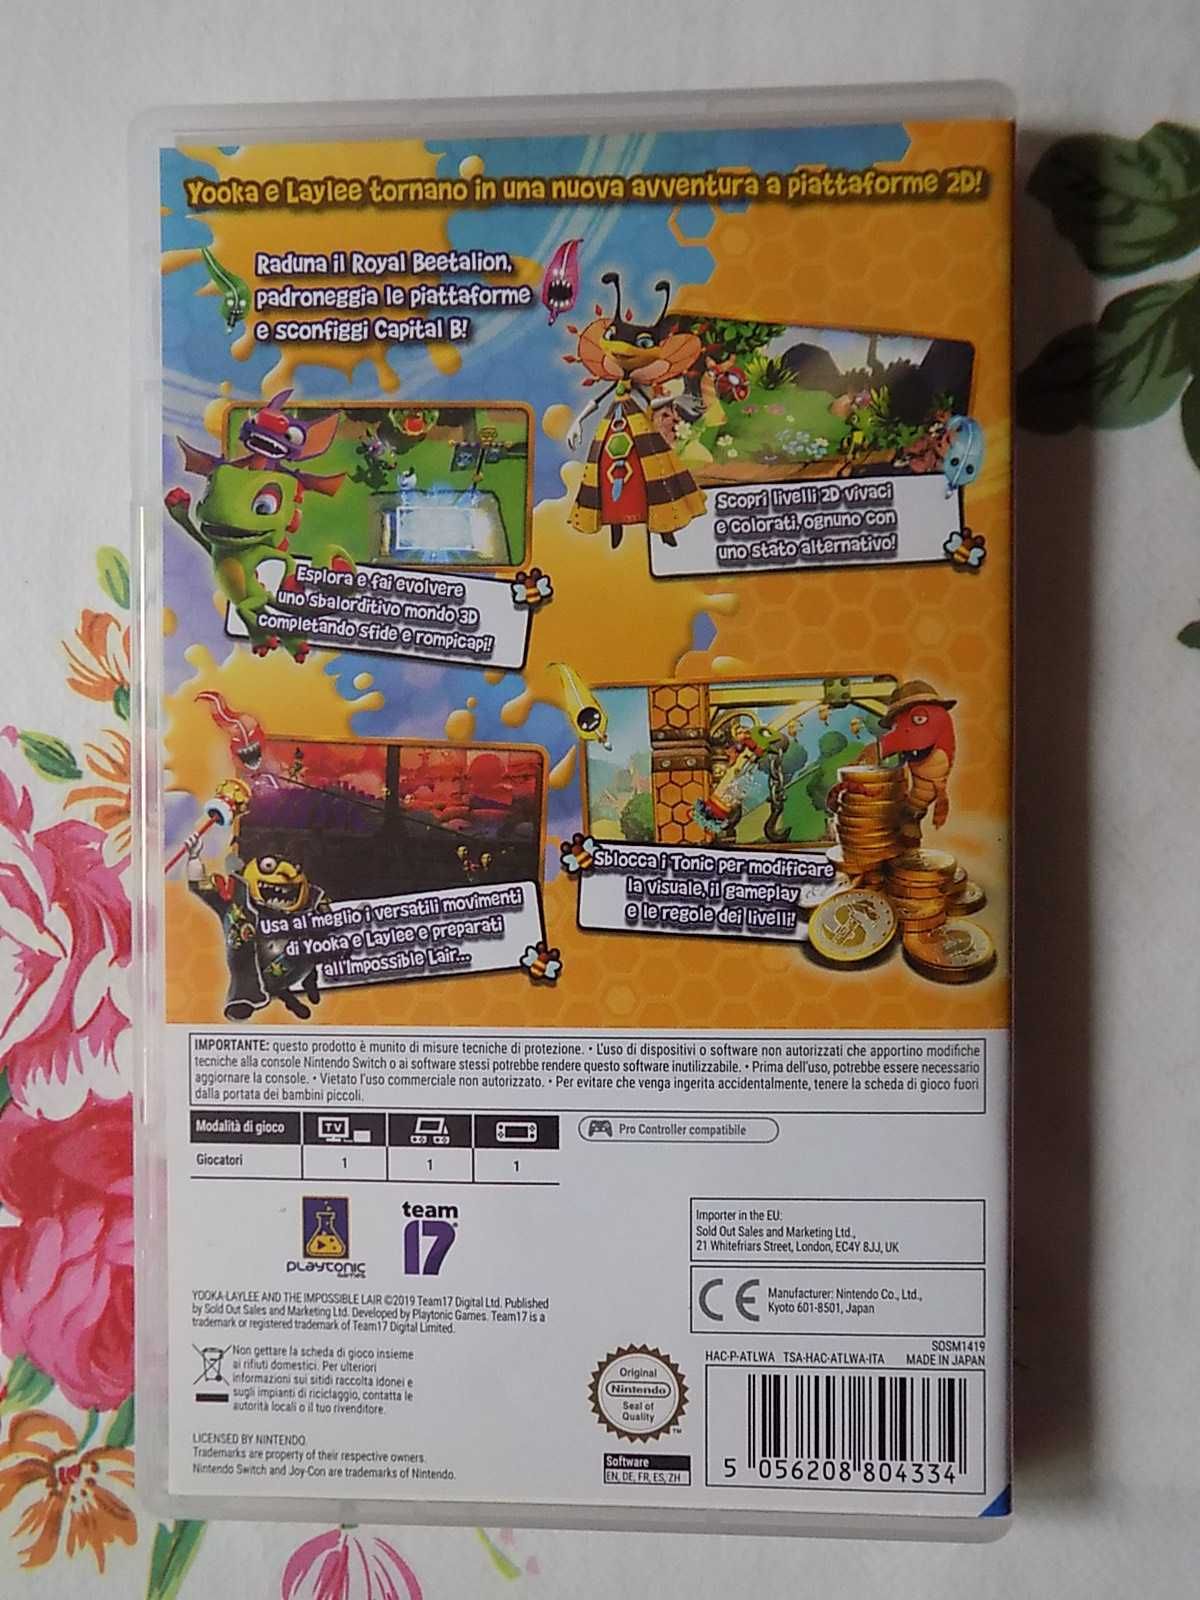 Yooka e Laylee tornano in una nuova avventura a piattaforme 2D!
Raduna il Royal Beetalion,
padroneggia le piattaforme
e sconfiggi Capital B!
Scopri livelli 2D vivaci
e colorati, ognuno con
uno stato alternativo!
Esplora e fai evolvere
uno sbalorditivo mondo 3D
completando sfide e rompicapi!
Sblocca i Tonic per modificare
la visuale, il gameplay
e le regole dei livelli!
Usa al meglio i versatili movimenti
di Yooka e Laylee e preparati
all'Impossible Lair...
IMPORTANTE: questo prodotto è munito di misure tecniche di protezione. • L'uso di dispositivi o software non autorizzati che apportino modifiche
tecniche alla console Nintendo Switch o ai software stessi potrebbe rendere questo software inutilizzabile. • Prima dell'uso, potrebbe essere necessario
aggiornare la console. • Vietato l'uso commerciale non autorizzato. • Per evitare che venga ingerita accidentalmente, tenere la scheda di gioco fuori
dalla portata dei bambini piccoli.
Modalità di gioco TV
Giocatori 1 1 1
Pro Controller compatibile
playtonic
games
team
17
Importer in the EU:
Sold Out Sales and Marketing Ltd.,
21 Whitefriars Street, London, EC4Y 8JJ, UK
CE
Manufacturer: Nintendo Co., Ltd.,
Kyoto 601-8501, Japan
YOOKA-LAYLEE AND THE IMPOSSIBLE LAIR ©2019 Team17 Digital Ltd. Published
by Sold Out Sales and Marketing Ltd. Developed by Playtonic Games. Team17 is a
trademark or registered trademark of Team17 Digital Limited.
Non gettare la scheda di gioco insieme
ai rifiuti domestici. Per ulteriori
informazioni sui sitidi raccolta idonei e
sugli impianti di riciclaggio, contatta le
autorità locali o il tuo rivenditore.
LICENSED BY NINTENDO
Trademarks are property of their respective owners.
Nintendo Switch and Joy-Con are trademarks of Nintendo.
Original
Nintendo
Seal of
Quality
TM
Software
EN, DE, FR, ES, ZH
SOSM1419
HAC-P-ATLWA TSA-HAC-ATLWA-ITA MADE IN JAPAN
5 056208 804334